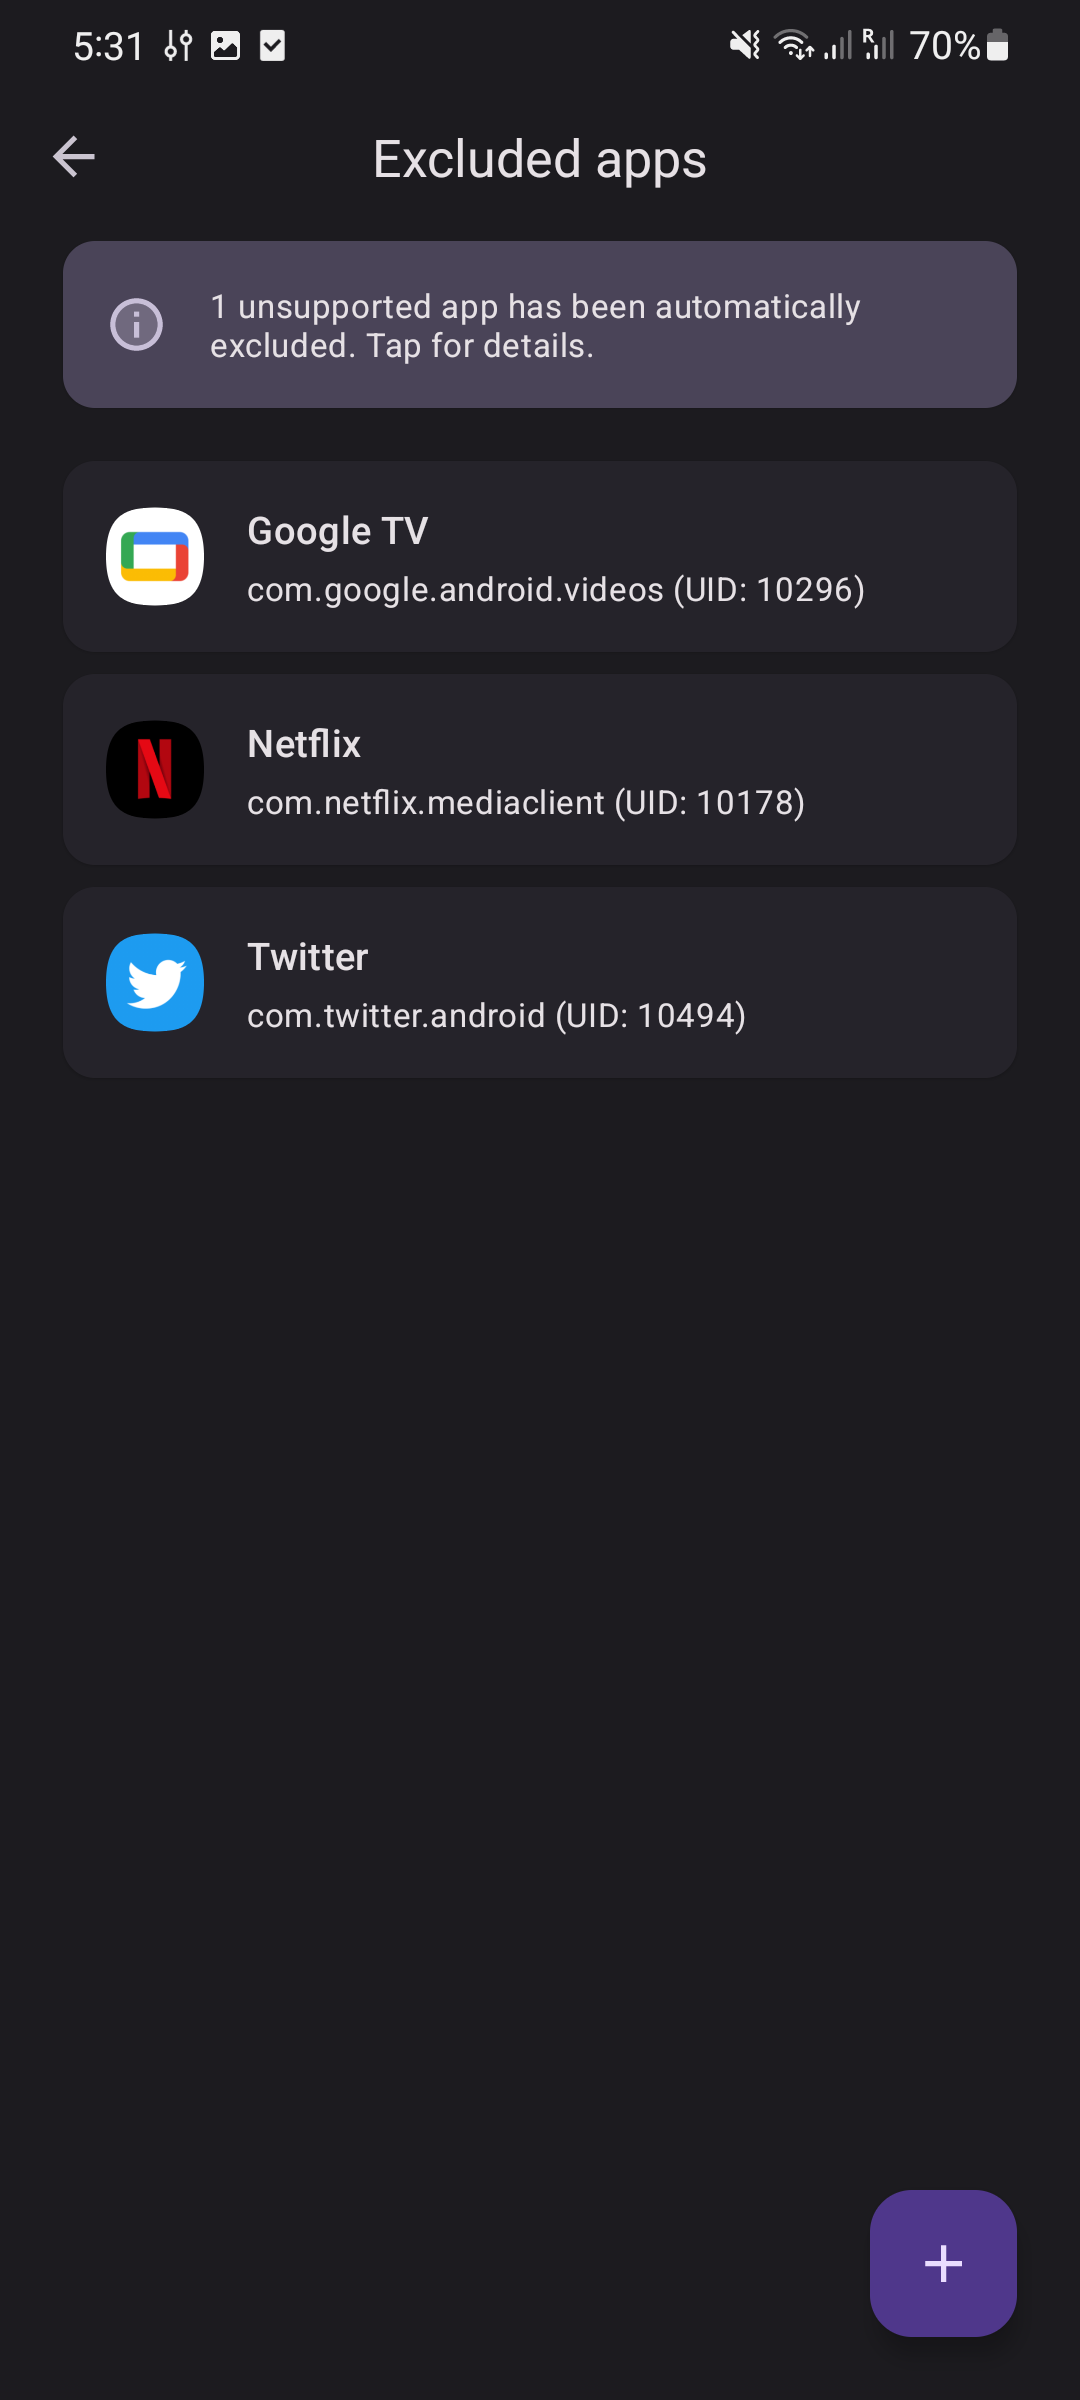 5:31
R
70%
Excluded apps
1 unsupported app has been automatically
excluded. Tap for details.
Google TV
com.google.android.videos (UID: 10296)
N
Netflix
com.netflix.mediaclient (UID: 10178)
Twitter
com.twitter.android (UID: 10494)